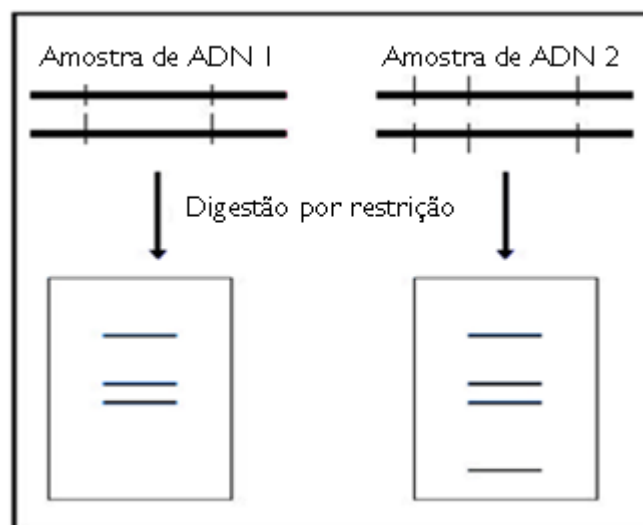 Amostra de ADN 1
Amostra de ADN 2
Digestão por restrição